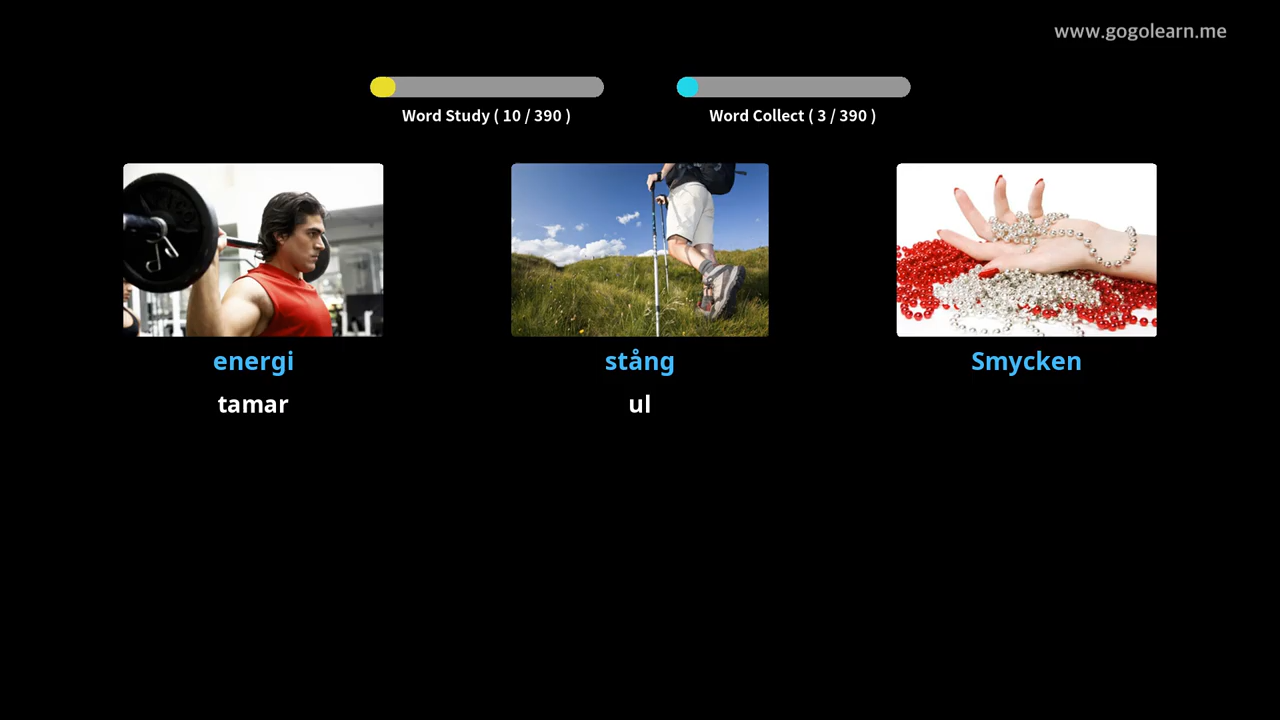 www.gogolearn.me
Word Study ( 10 / 390 )
Word Collect ( 3 / 390 )
energi
stång
Smycken
tamar
ul